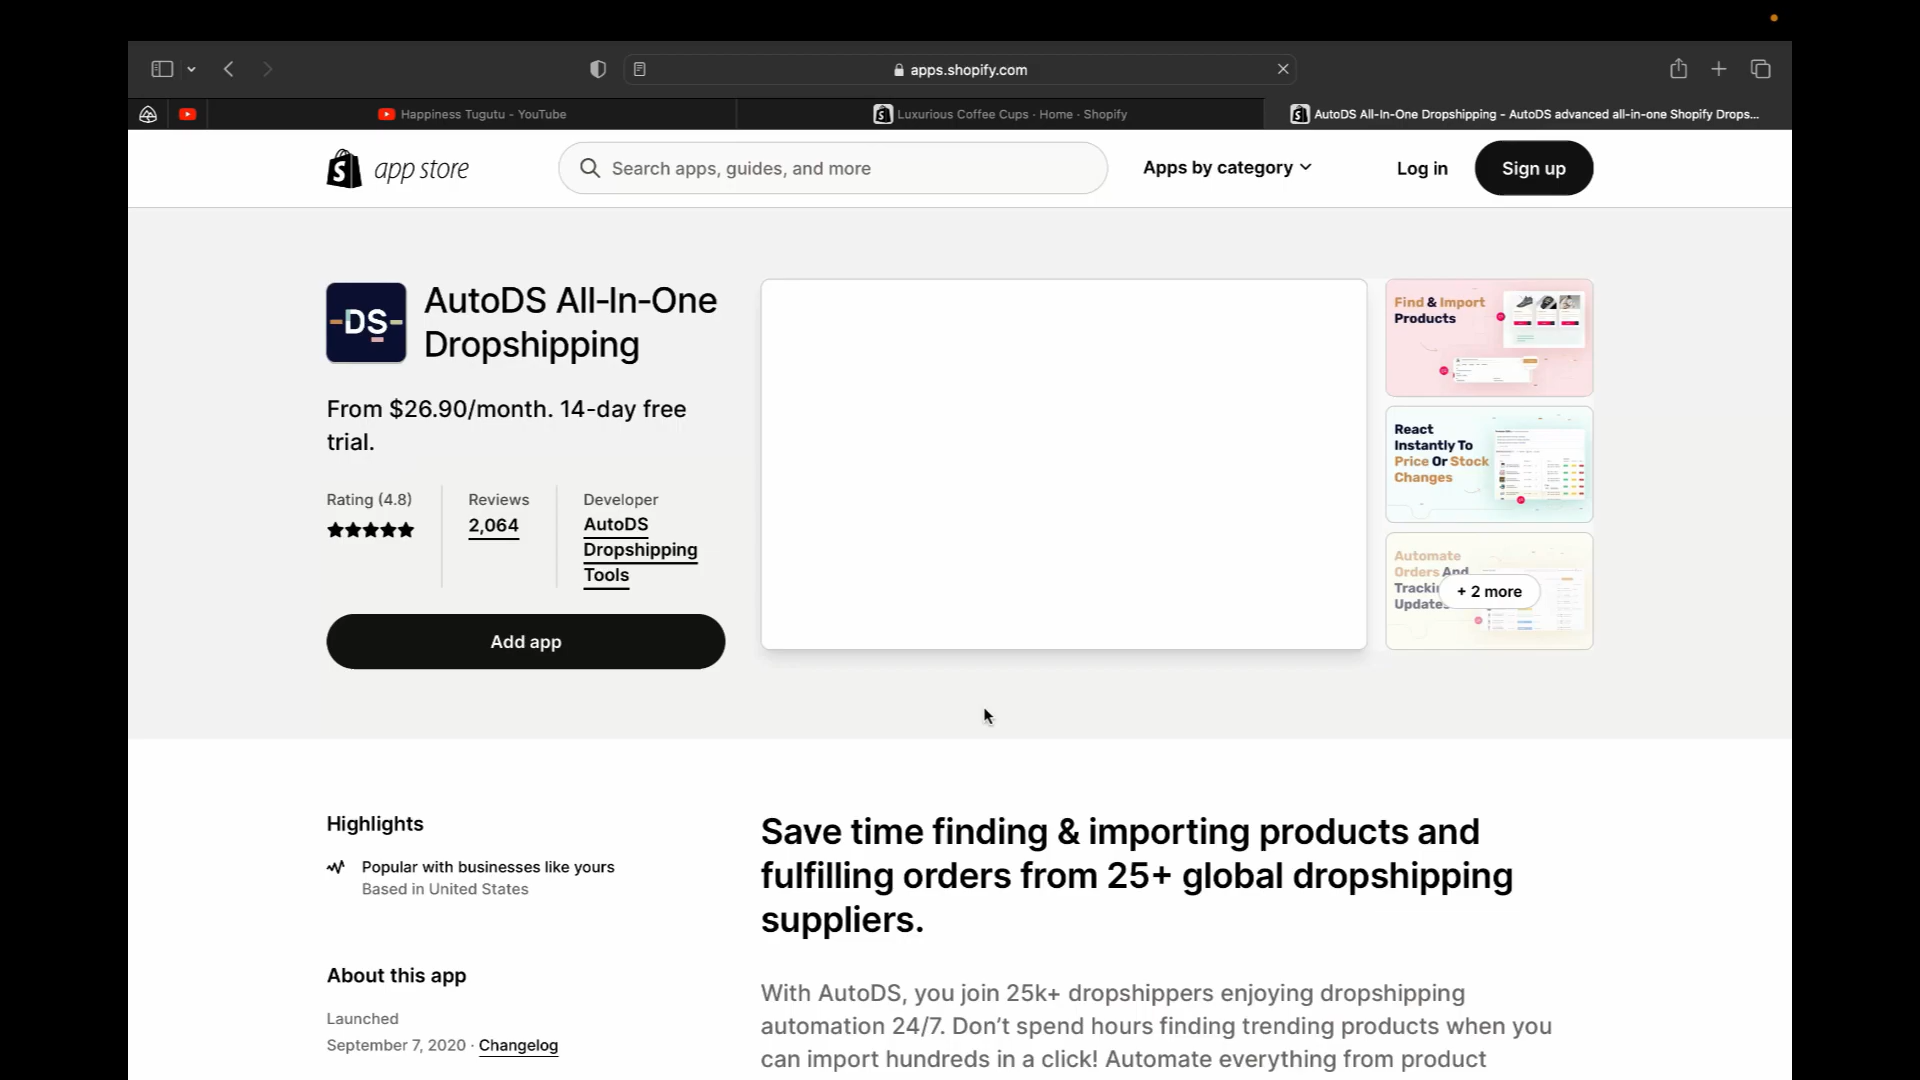 apps.shopify.com
Happiness Tugutu - YouTube
Luxurious Coffee Cups · Home · Shopify
AutoDS All-In-One Dropshipping - AutoDS advanced all-in-one Shopify Drops...
app store
Search apps, guides, and more
Apps by category
Log in
Sign up
-DS-
AutoDS All-In-One
Dropshipping
From $26.90/month. 14-day free
trial.
Rating (4.8)
Reviews
2,064
Developer
AutoDS
Dropshipping
Tools
Add app
Find & Import
Products
React
Instantly To
Price Or Stock
Changes
Automate
Orders And
+ 2 more
Highlights
Popular with businesses like yours
Based in United States
About this app
Launched
September 7, 2020 · Changelog
Save time finding & importing products and
fulfilling orders from 25+ global dropshipping
suppliers.
With AutoDS, you join 25k+ dropshippers enjoying dropshipping
automation 24/7. Don’t spend hours finding trending products when you
can import hundreds in a click! Automate everything from product